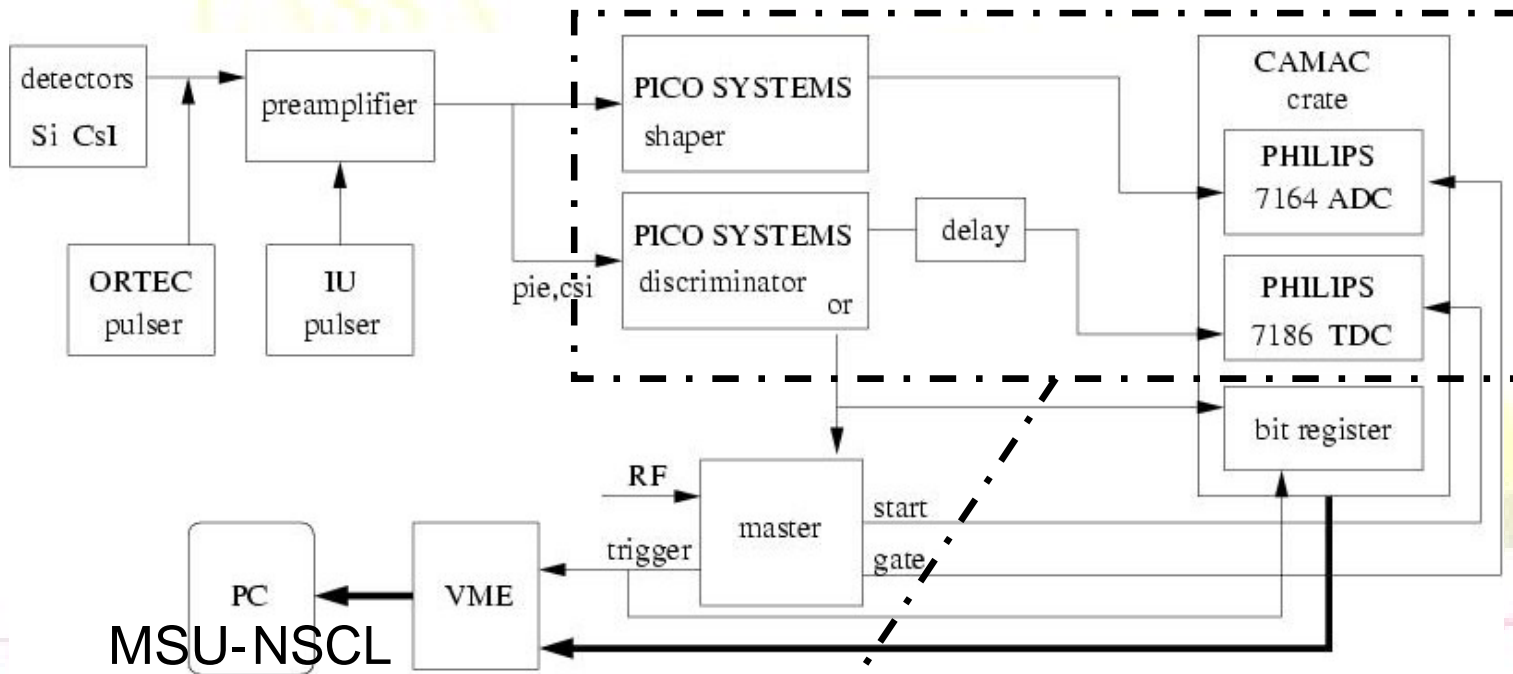 detectors
Si CsI
preamplifier
ORTEC
pulser
IU
pulser
pie,csi
PICO SYSTEMS
shaper
PICO SYSTEMS
discriminator
or
delay
CAMAC
crate
PHILIPS
7164 ADC
PHILIPS
7186 TDC
bit register
RF
master
start
gate
trigger
VME
PC
MSU-NSCL